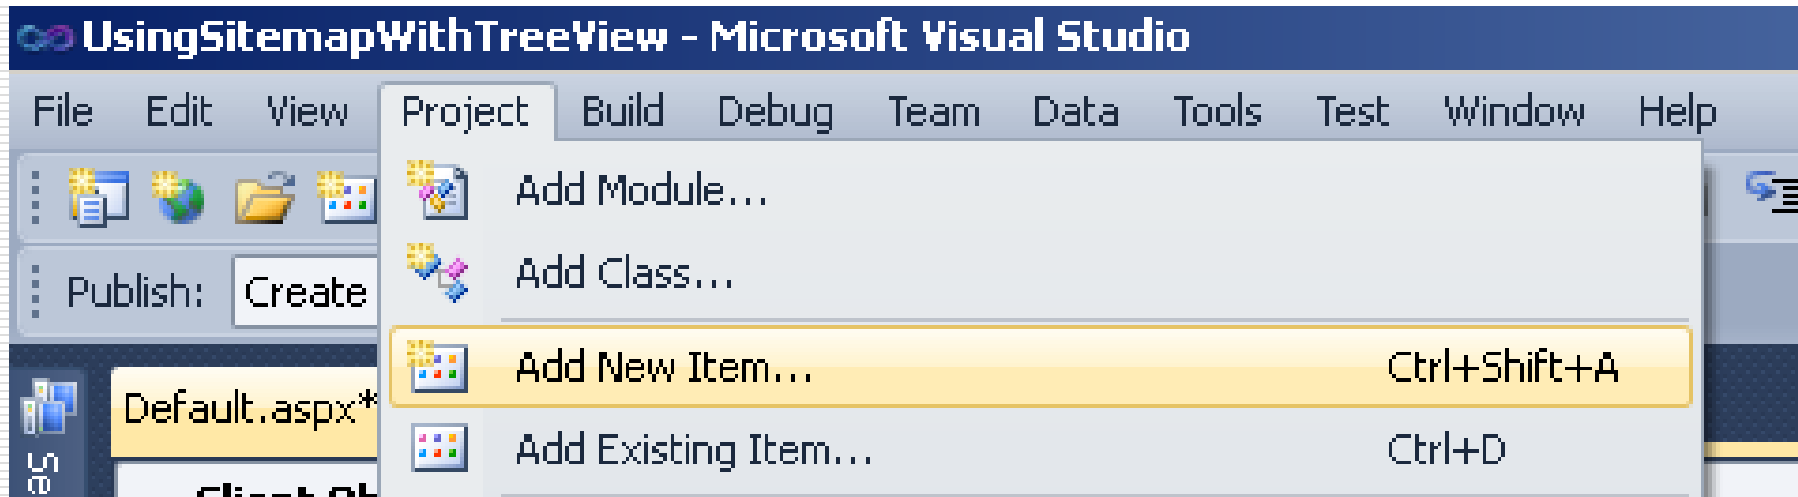 UsingSitemapWithTreeView - Microsoft Visual Studio
File Edit View Project Build Debug Team Data Tools Test Window Help
Add Module...
Add Class...
Publish: Create
Add New Item... Ctrl+Shift+A
Default.aspx*
Add Existing Item... Ctrl+D
Client